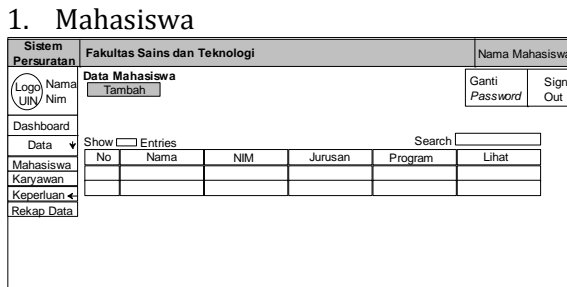 1. Mahasiswa
Sistem Persuratan
Fakultas Sains dan Teknologi
Nama Mahasiswa
Logo UIN
Nama
Nim
Data Mahasiswa
Tambah
Ganti Password
Sign Out
Dashboard
Data
Mahasiswa
Karyawan
Keperluan
Rekap Data
Show Entries
Search
No Nama NIM Jurusan Program Lihat